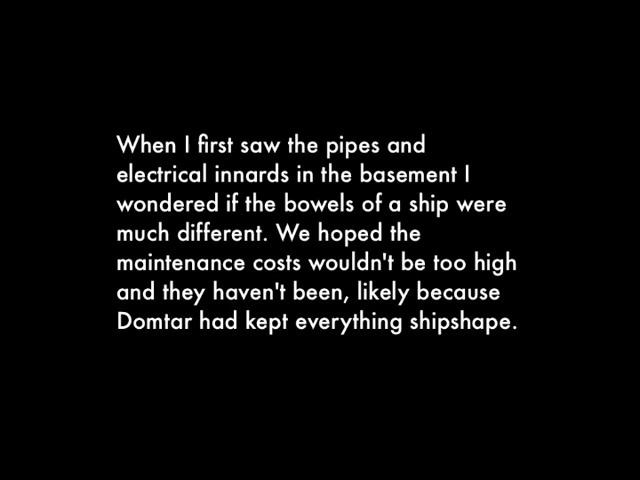 When I first saw the pipes and
electrical innards in the basement I
wondered if the bowels of a ship were
much different. We hoped the
maintenance costs wouldn't be too high
and they haven't been, likely because
Domtar had kept everything shipshape.